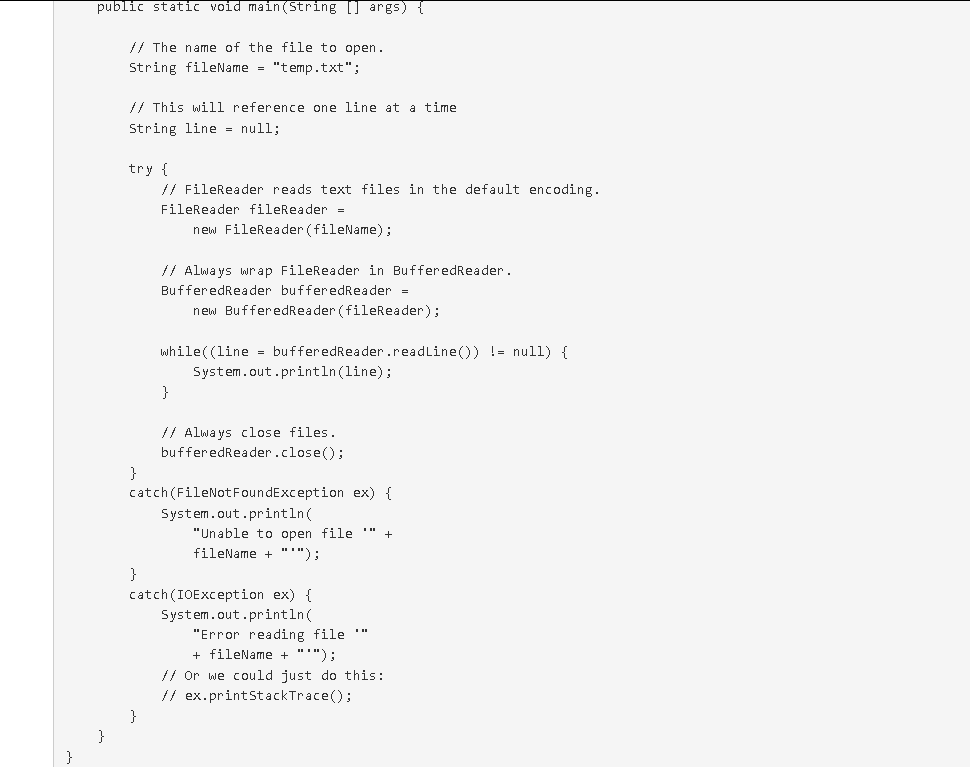 public static void main(String [] args) {
// The name of the file to open.
String fileName = "temp.txt";
// This will reference one line at a time
String line = null;
try {
// FileReader reads text files in the default encoding.
FileReader fileReader =
new FileReader(fileName);
// Always wrap FileReader in BufferedReader.
BufferedReader bufferedReader =
new BufferedReader(fileReader);
while((line = bufferedReader.readLine()) != null) {
System.out.println(line);
}
// Always close files.
bufferedReader.close();
}
catch(FileNotFoundException ex) {
System.out.println(
"Unable to open file '" +
fileName + "'");
}
catch(IOException ex) {
System.out.println(
"Error reading file '"
+ fileName + "'");
// Or we could just do this:
// ex.printStackTrace();
}
}
}